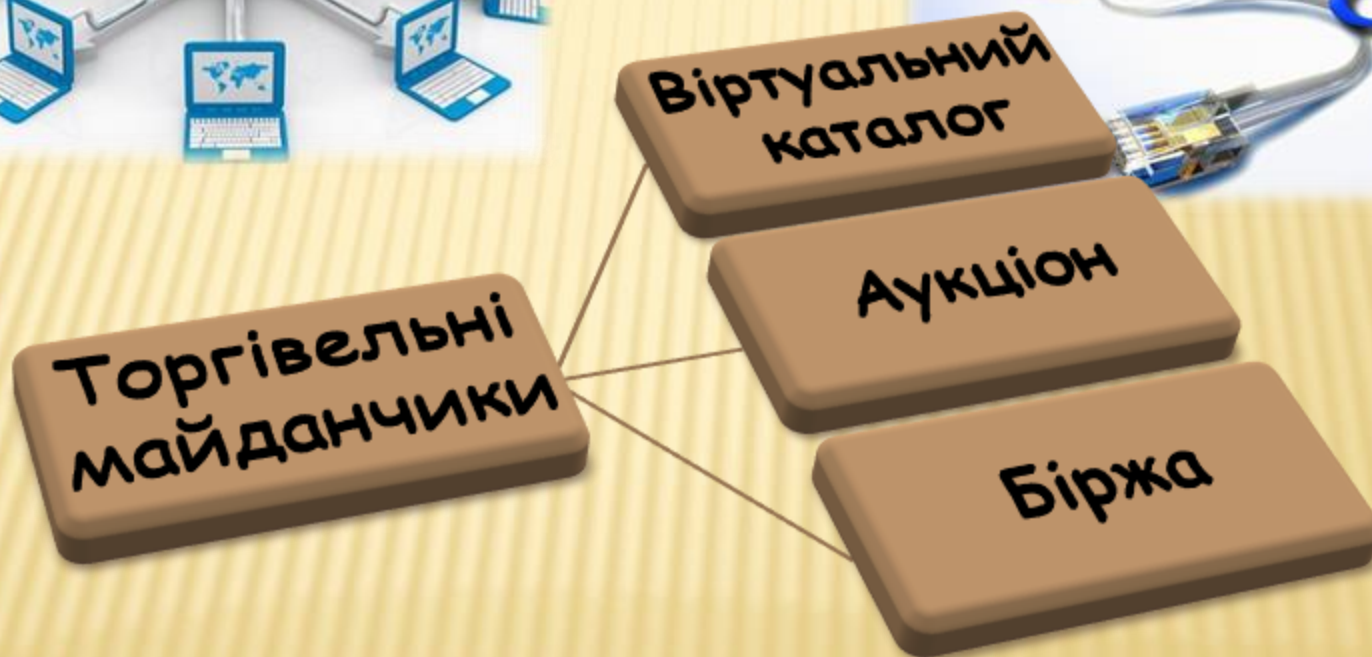 Віртуальний
каталог
Аукціон
Торгівельні
майданчики
Біржа